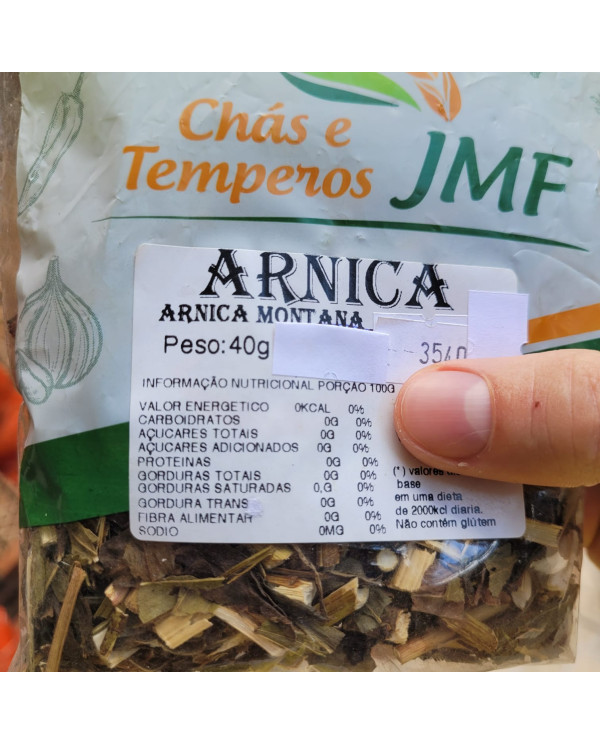 Chás e
Temperos JMF
ARNICA
ARNICA MONTANA
Peso:40g
3540
INFORMAÇÃO NUTRICIONAL PORÇÃO 100G
VALOR ENERGETICO 0KCAL 0%
CARBOIDRATOS 0G 0%
AÇUCARES TOTAIS 0G 0%
AÇUCARES ADICIONADOS 0G 0%
PROTEINAS 0G 0%
GORDURAS TOTAIS 0G 0%
GORDURAS SATURADAS 0,G 0%
GORDURA TRANS 0G 0%
FIBRA ALIMENTAR 0G 0%
SODIO 0MG 0%
(*) valores
base
em uma dieta
de 2000kcl diaria.
Não contém glútem